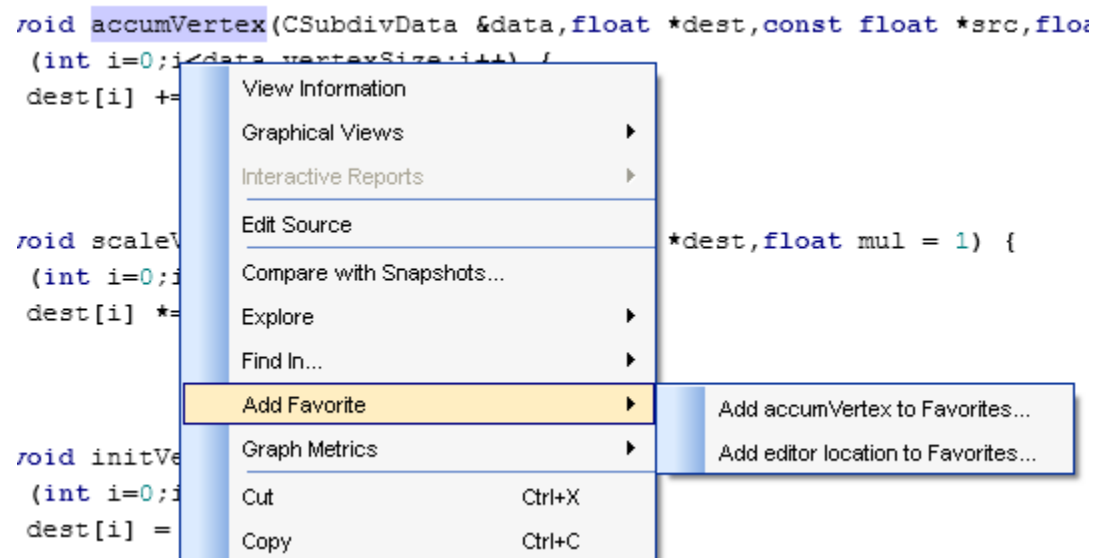 void accumVertex(CSubdivData &data,float *dest,const float *src,floa
(int i=0;i<data.vertexSize;i++) {
dest[i] +=
View Information
Graphical Views
Interactive Reports
Edit Source
void scaleV *dest,float mul = 1) {
(int i=0;i
Compare with Snapshots...
dest[i] *=
Explore
Find In...
Add Favorite
Add accumVertex to Favorites...
Graph Metrics
Add editor location to Favorites...
void initVe
(int i=0;i
Cut Ctrl+X
dest[i] =
Copy Ctrl+C